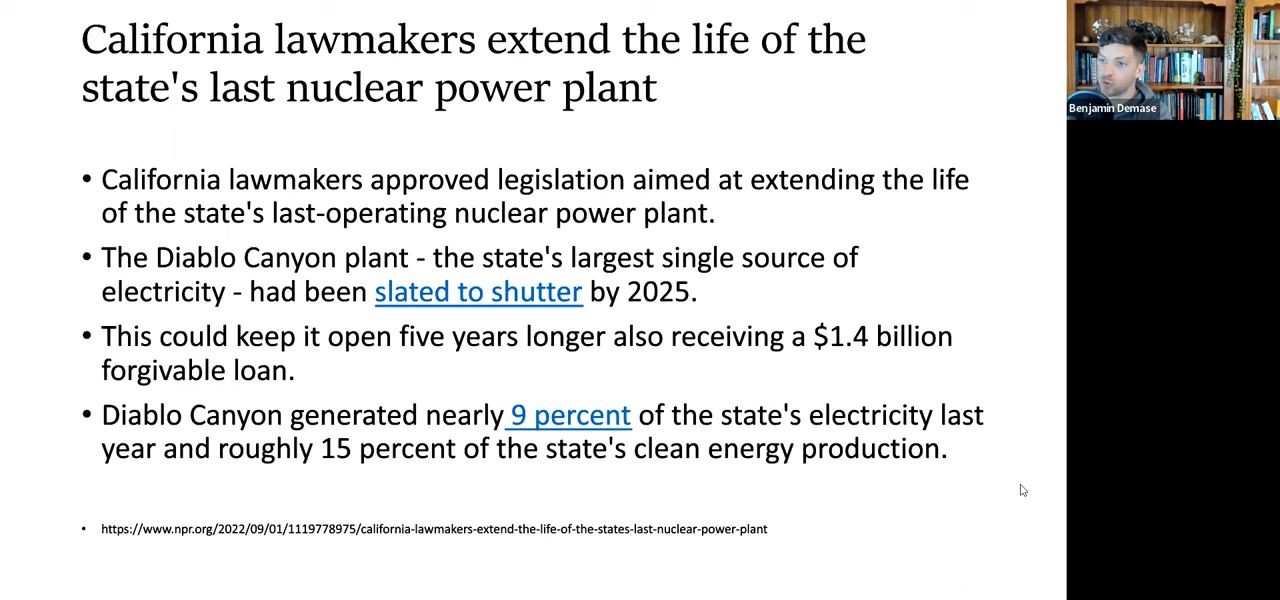 California lawmakers extend the life of the
state's last nuclear power plant
• California lawmakers approved legislation aimed at extending the life
of the state's last-operating nuclear power plant.
• The Diablo Canyon plant - the state's largest single source of
electricity - had been slated to shutter by 2025.
• This could keep it open five years longer also receiving a $1.4 billion
forgivable loan.
• Diablo Canyon generated nearly 9 percent of the state's electricity last
year and roughly 15 percent of the state's clean energy production.
• https://www.npr.org/2022/09/01/1119778975/california-lawmakers-extend-the-life-of-the-states-last-nuclear-power-plant
Benjamin Demase